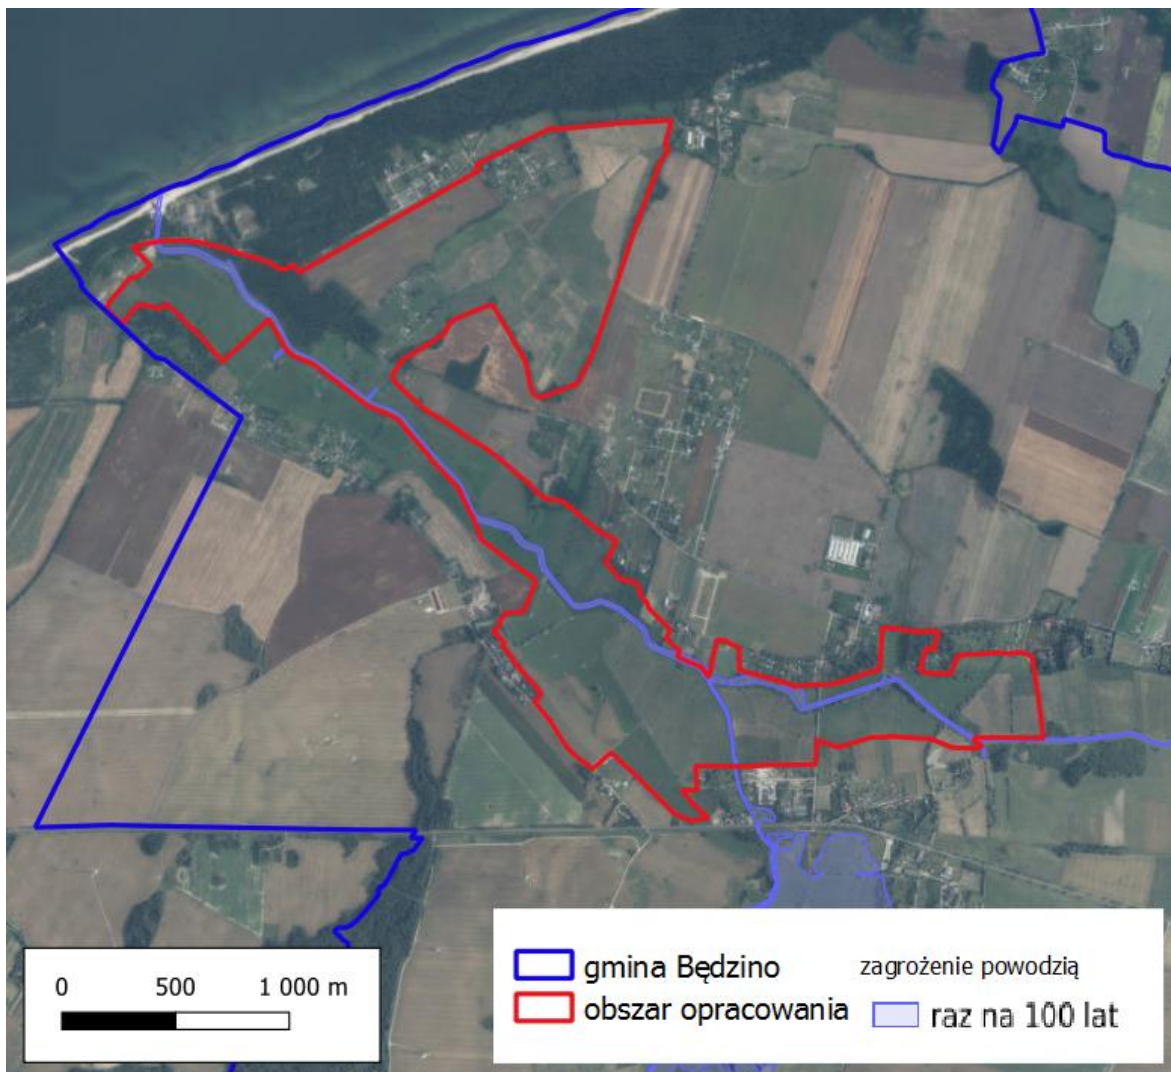 0 500 1 000 m
gmina Będzino
obszar opracowania
zagrożenie powodzią
raz na 100 lat